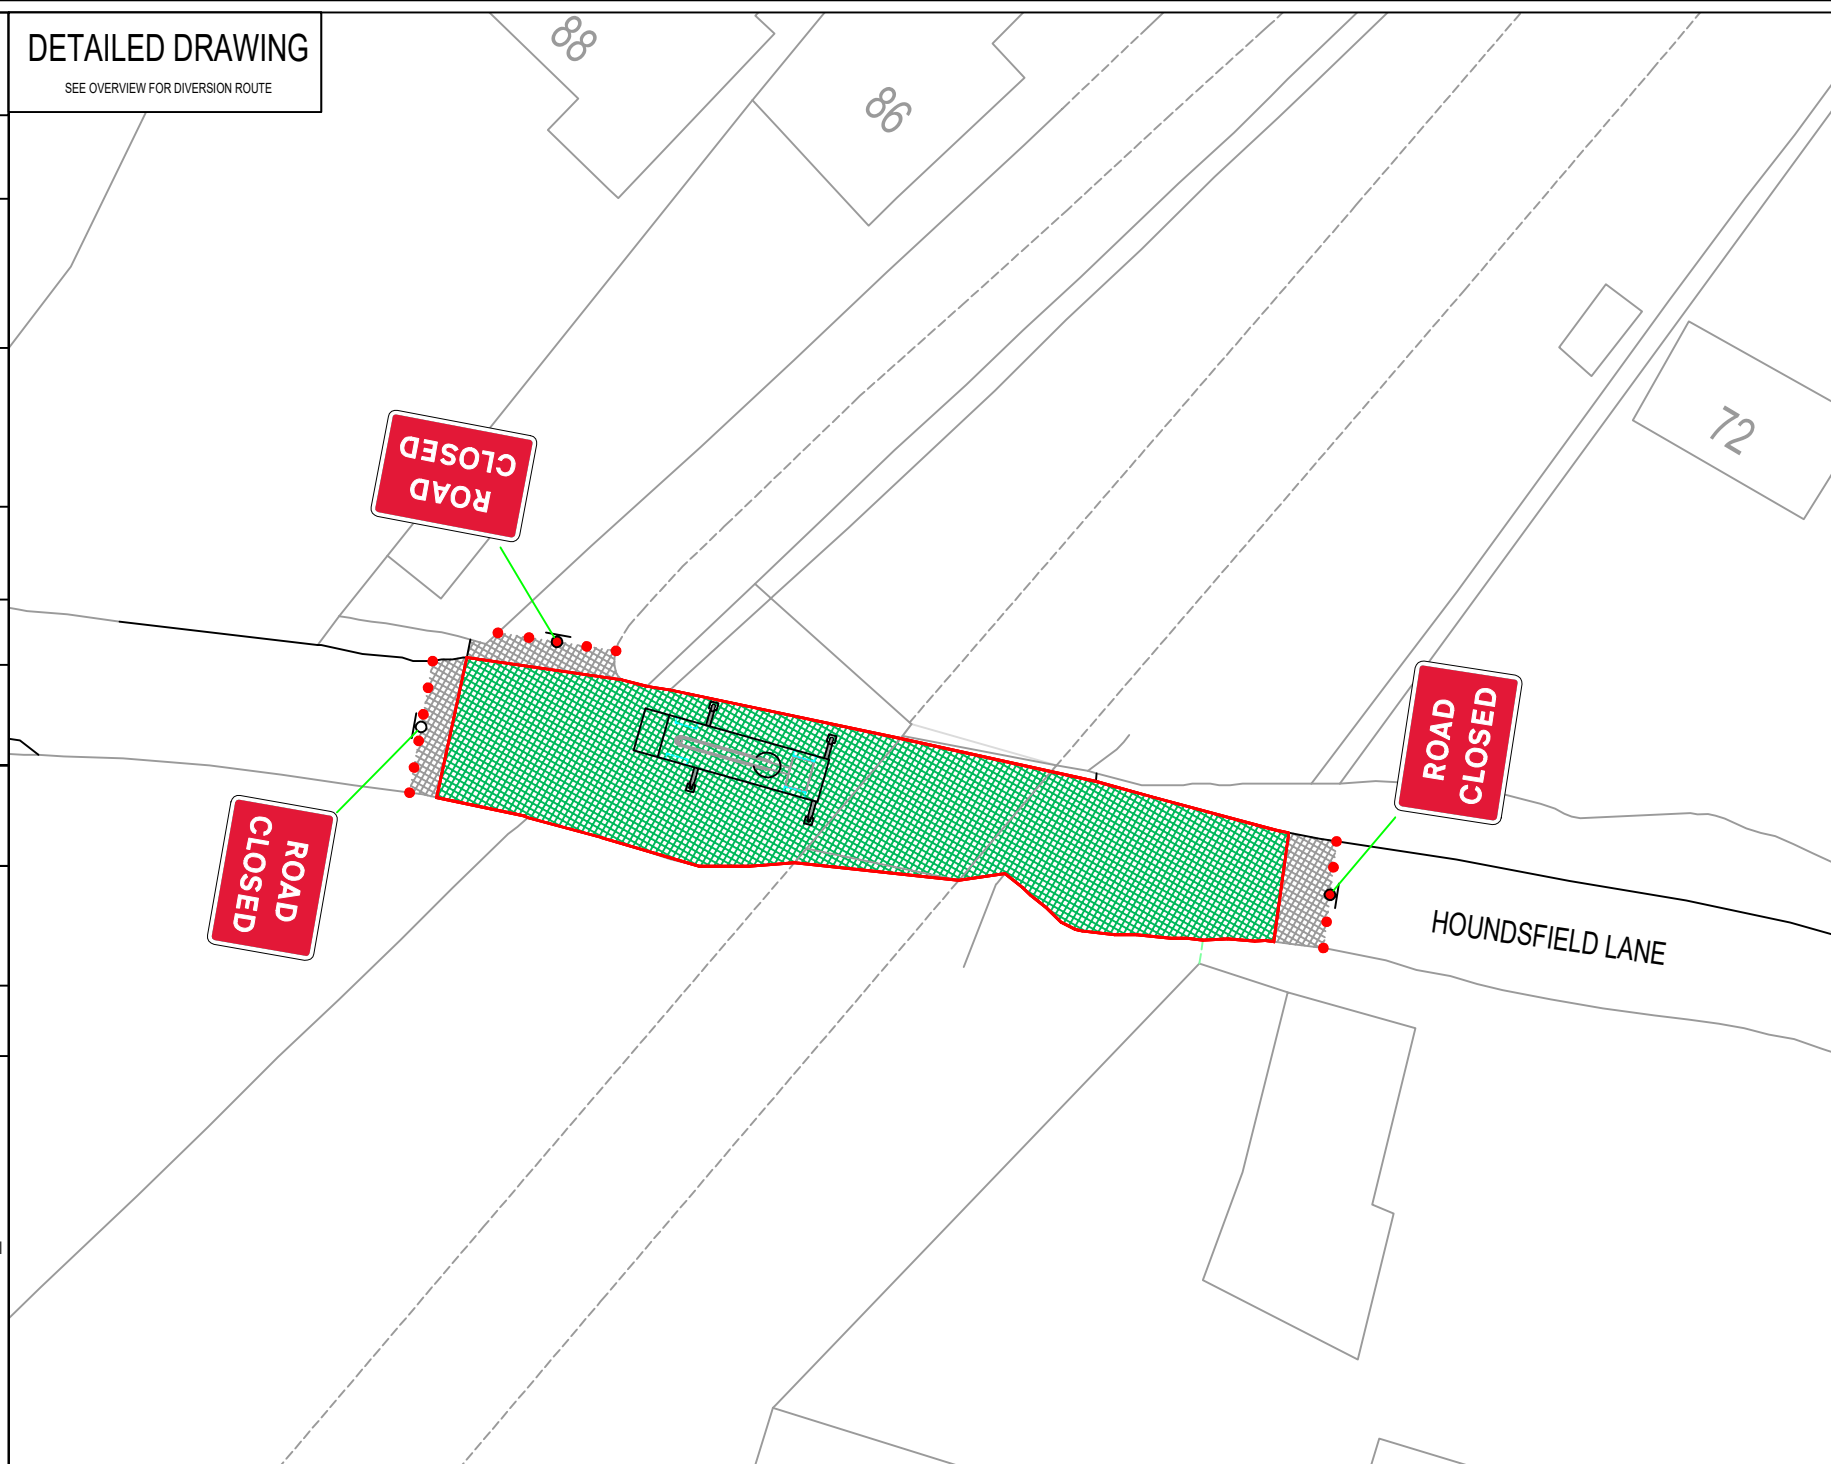 DETAILED DRAWING
SEE OVERVIEW FOR DIVERSION ROUTE
88
86
72
ROAD
CLOSED
ROAD
CLOSED
ROAD
CLOSED
HOUNDSFIELD LANE